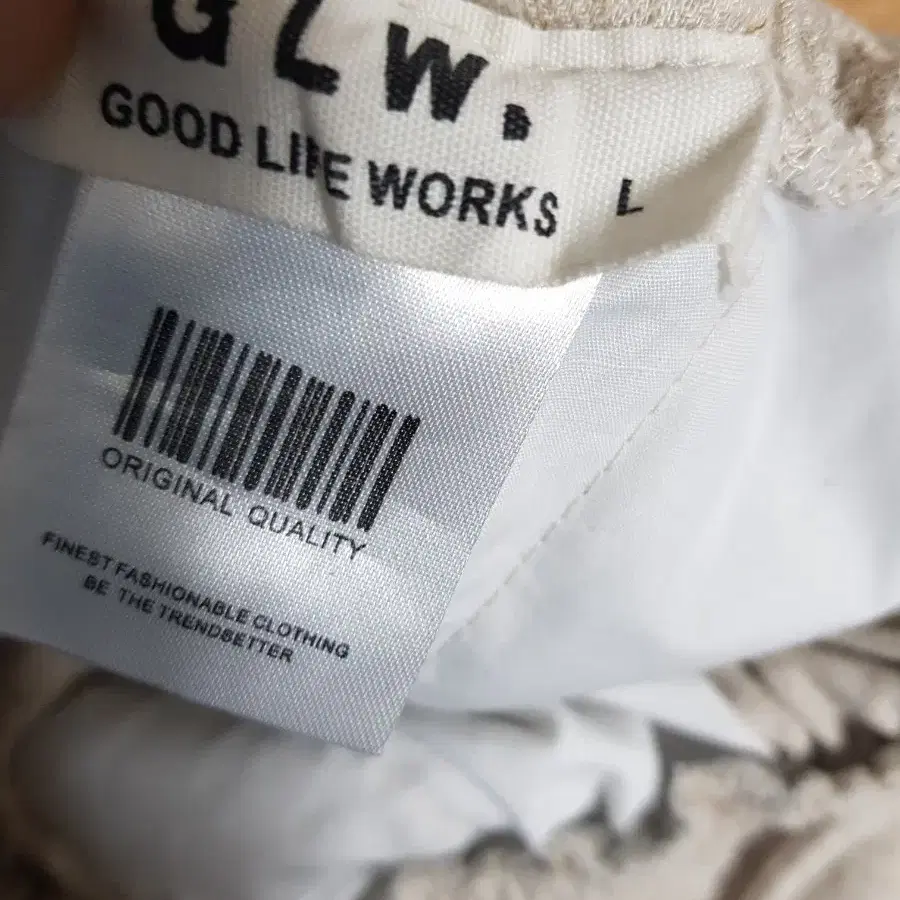 GLW.
GOOD LIFE WORKS
L
ORIGINAL QUALITY
FINEST FASHIONABLE CLOTHING
BE THE TRENDSETTER